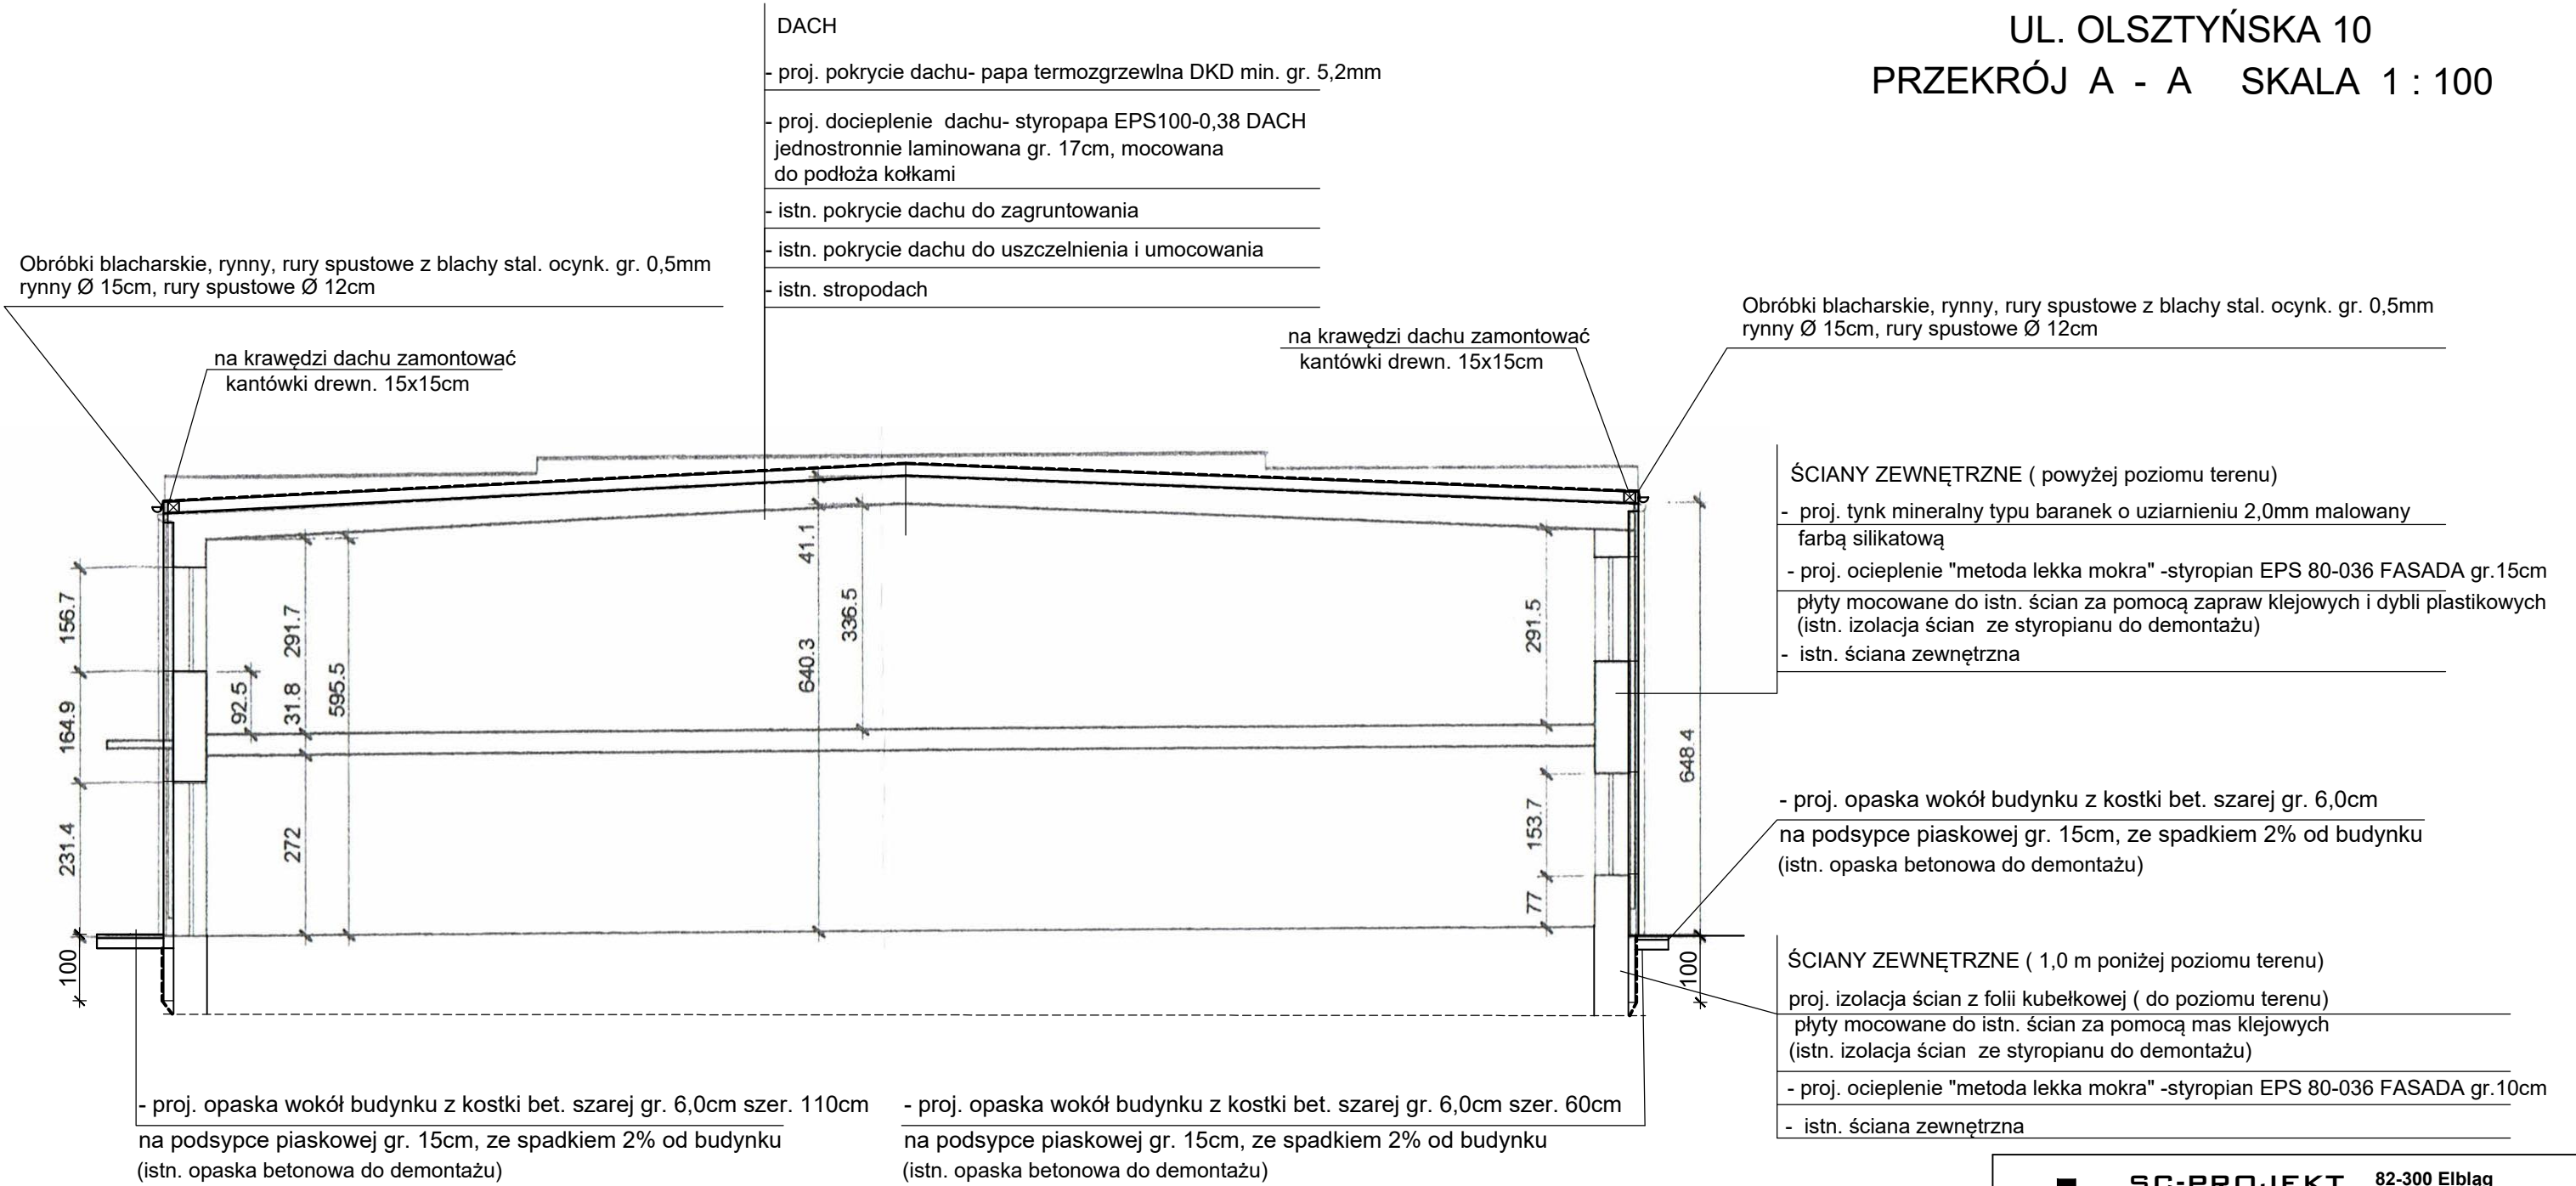 UL. OLSZTYŃSKA 10
PRZEKRÓJ A - A SKALA 1 : 100
DACH
- proj. pokrycie dachu- papa termozgrzewlna DKD min. gr. 5,2mm
- proj. docieplenie dachu- styropapa EPS100-0,38 DACH
jednostronnie laminowana gr. 17cm, mocowana
do podłoża kołkami
- istn. pokrycie dachu do zagruntowania
- istn. pokrycie dachu do uszczelnienia i umocowania
- istn. stropodach
Obróbki blacharskie, rynny, rury spustowe z blachy stal. ocynk. gr. 0,5mm
rynny Ø 15cm, rury spustowe Ø 12cm
na krawędzi dachu zamontować
kantówki drewn. 15x15cm
na krawędzi dachu zamontować
kantówki drewn. 15x15cm
Obróbki blacharskie, rynny, rury spustowe z blachy stal. ocynk. gr. 0,5mm
rynny Ø 15cm, rury spustowe Ø 12cm
ŚCIANY ZEWNĘTRZNE ( powyżej poziomu terenu)
- proj. tynk mineralny typu baranek o uziarnieniu 2,0mm malowany
farbą silikatową
- proj. ocieplenie "metoda lekka mokra" -styropian EPS 80-036 FASADA gr.15cm
płyty mocowane do istn. ścian za pomocą zapraw klejowych i dybli plastikowych
(istn. izolacja ścian ze styropianu do demontażu)
- istn. ściana zewnętrzna
156.7
164.9
231.4
100
92.5
291.7
31.8
272
595.5
41.1
640.3
336.5
291.5
153.7
77
648.4
100
- proj. opaska wokół budynku z kostki bet. szarej gr. 6,0cm
na podsypce piaskowej gr. 15cm, ze spadkiem 2% od budynku
(istn. opaska betonowa do demontażu)
ŚCIANY ZEWNĘTRZNE ( 1,0 m poniżej poziomu terenu)
proj. izolacja ścian z folii kubełkowej ( do poziomu terenu)
płyty mocowane do istn. ścian za pomocą mas klejowych
(istn. izolacja ścian ze styropianu do demontażu)
- proj. ocieplenie "metoda lekka mokra" -styropian EPS 80-036 FASADA gr.10cm
- istn. ściana zewnętrzna
- proj. opaska wokół budynku z kostki bet. szarej gr. 6,0cm szer. 110cm
na podsypce piaskowej gr. 15cm, ze spadkiem 2% od budynku
(istn. opaska betonowa do demontażu)
- proj. opaska wokół budynku z kostki bet. szarej gr. 6,0cm szer. 60cm
na podsypce piaskowej gr. 15cm, ze spadkiem 2% od budynku
(istn. opaska betonowa do demontażu)
SC-PROJEKT 82-300 Elbląg